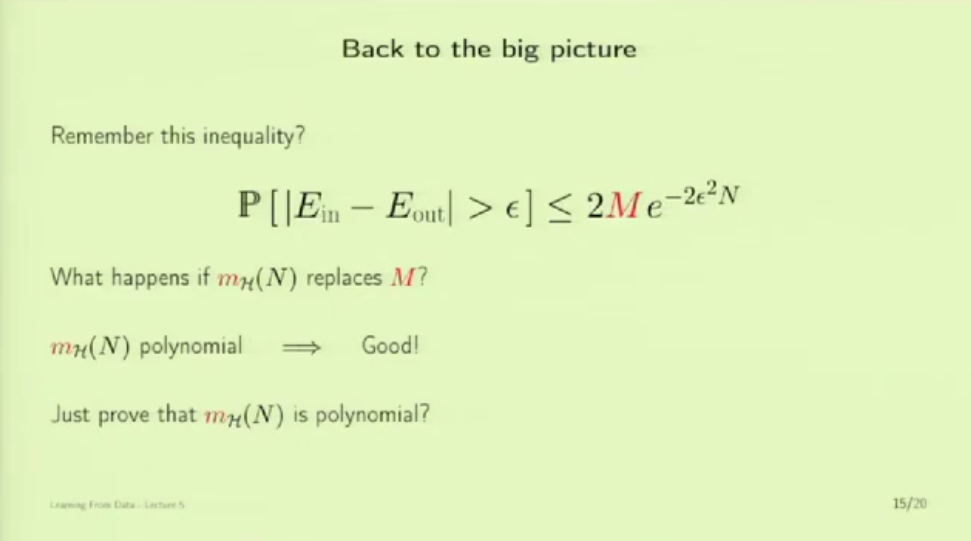 Back to the big picture
Remember this inequality?
ℙ [ |E_in − E_out| > ϵ ] ≤ 2M e^{−2ϵ²N}
What happens if m_ℋ(N) replaces M?
m_ℋ(N) polynomial ⟹ Good!
Just prove that m_ℋ(N) is polynomial?
Learning From Data - Lecture 5
15/20